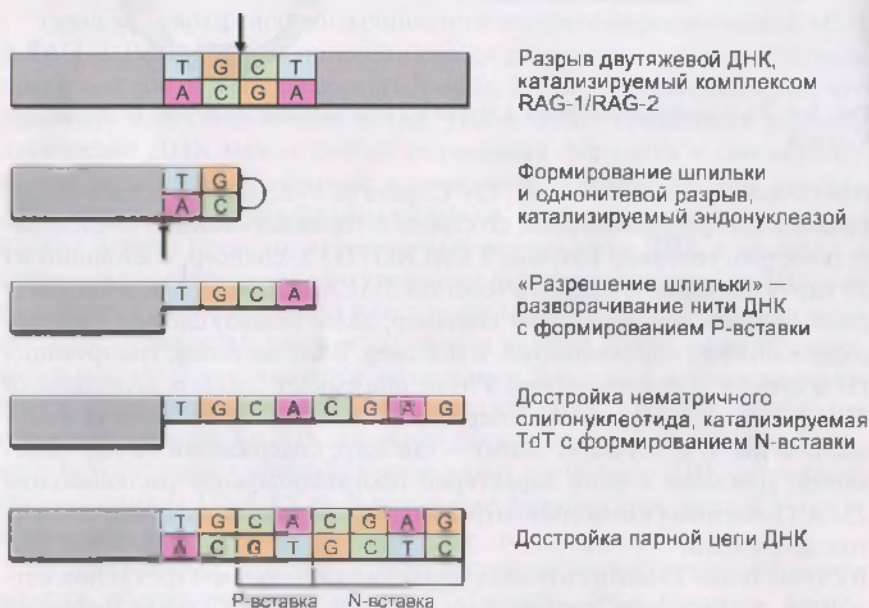 T G C T
A C G A
Разрыв двутяжевой ДНК,
катализируемый комплексом
RAG-1/RAG-2
T G
A C
Формирование шпильки
и однонитевой разрыв,
катализируемый эндонуклеазой
T G C A
«Разрешение шпильки» –
разворачивание нити ДНК
с формированием P-вставки
T G C A C G A G
Достройка нематричного
олигонуклеотида, катализируемая
TdT с формированием N-вставки
T G C A C G A G
A C G T G C T C
Достройка парной цепи ДНК
P-вставка N-вставка